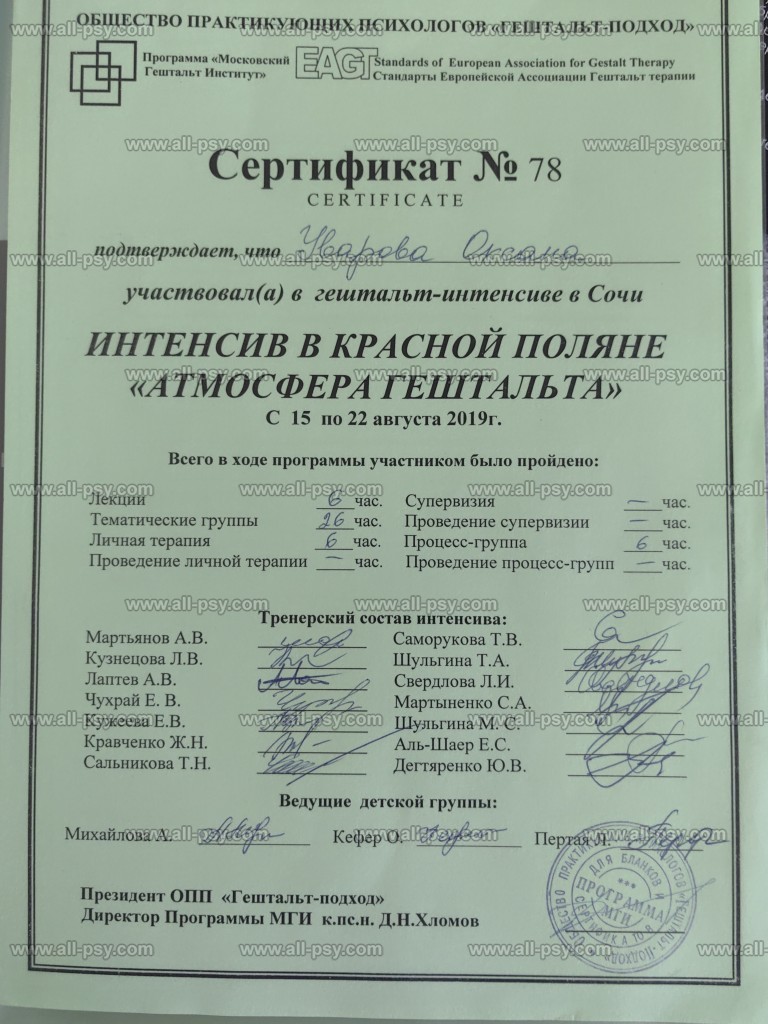 ОБЩЕСТВО ПРАКТИКУЮЩИХ ПСИХОЛОГОВ «ГЕШТАЛЬТ-ПОДХОД»
Программа «Московский Гештальт Институт»
EAGT
Standards of European Association for Gestalt Therapy
Стандарты Европейской Ассоциации Гештальт терапии
Сертификат № 78
CERTIFICATE
подтверждает, что Уварова Оксана
участвовал(а) в гештальт-интенсиве в Сочи
ИНТЕНСИВ В КРАСНОЙ ПОЛЯНЕ
«АТМОСФЕРА ГЕШТАЛЬТА»
С 15 по 22 августа 2019г.
Всего в ходе программы участником было пройдено:
Лекции 6 час. Супервизия — час.
Тематические группы 26 час. Проведение супервизии — час.
Личная терапия 6 час. Процесс-группа 6 час.
Проведение личной терапии — час. Проведение процесс-групп — час.
Тренерский состав интенсива:
Мартьянов А.В. Саморукова Т.В.
Кузнецова Л.В. Шульгина Т.А.
Лаптев А.В. Свердлова Л.И.
Чухрай Е. В. Мартыненко С.А.
Кужеева Е.В. Шульгина М. С.
Кравченко Ж.Н. Аль-Шаер Е.С.
Сальникова Т.Н. Дегтяренко Ю.В.
Ведущие детской группы:
Михайлова А. Кефер О. Пертая Л.
Президент ОПП «Гештальт-подход»
Директор Программы МГИ к.пс.н. Д.Н.Хломов
ДЛЯ БЛАНКОВ И
ПРОГРАММА
МГИ
www.all-psy.com